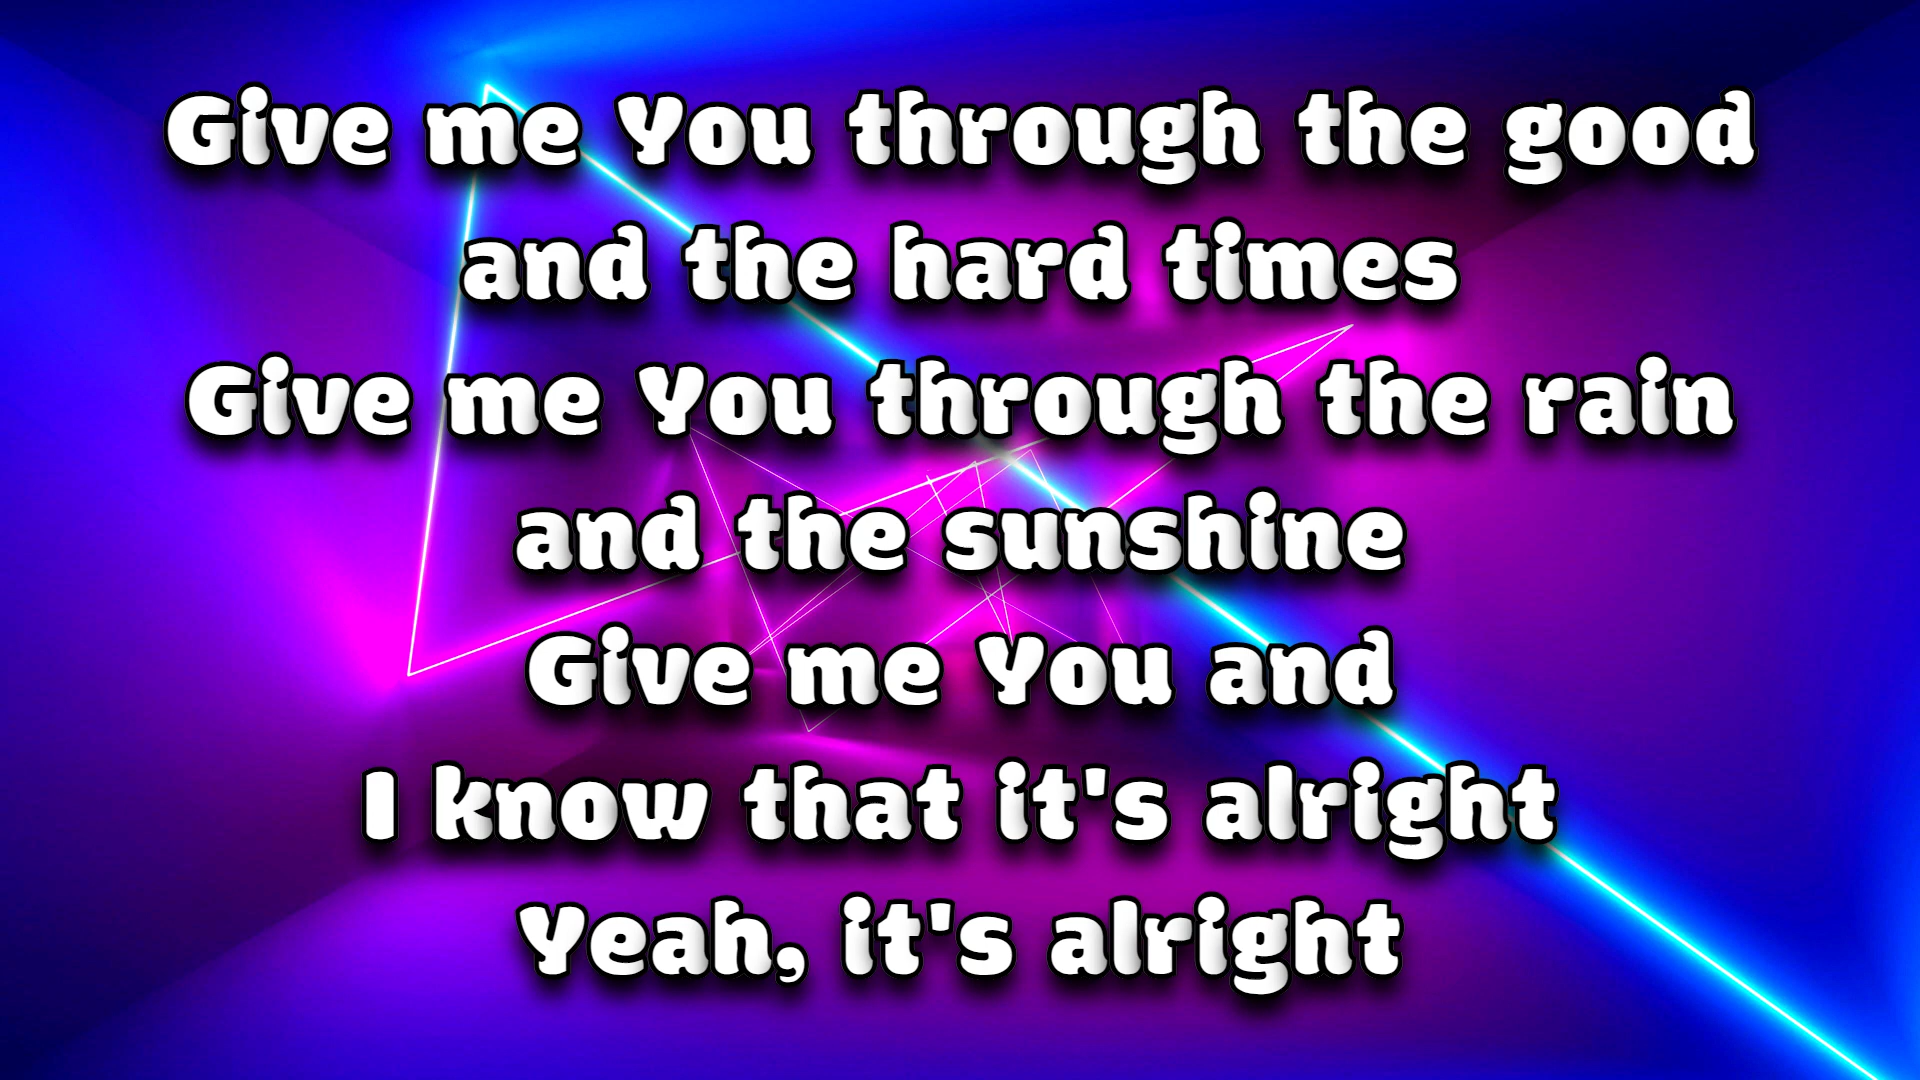 Give me You through the good
and the hard times
Give me You through the rain
and the sunshine
Give me You and
I know that it's alright
Yeah, it's alright